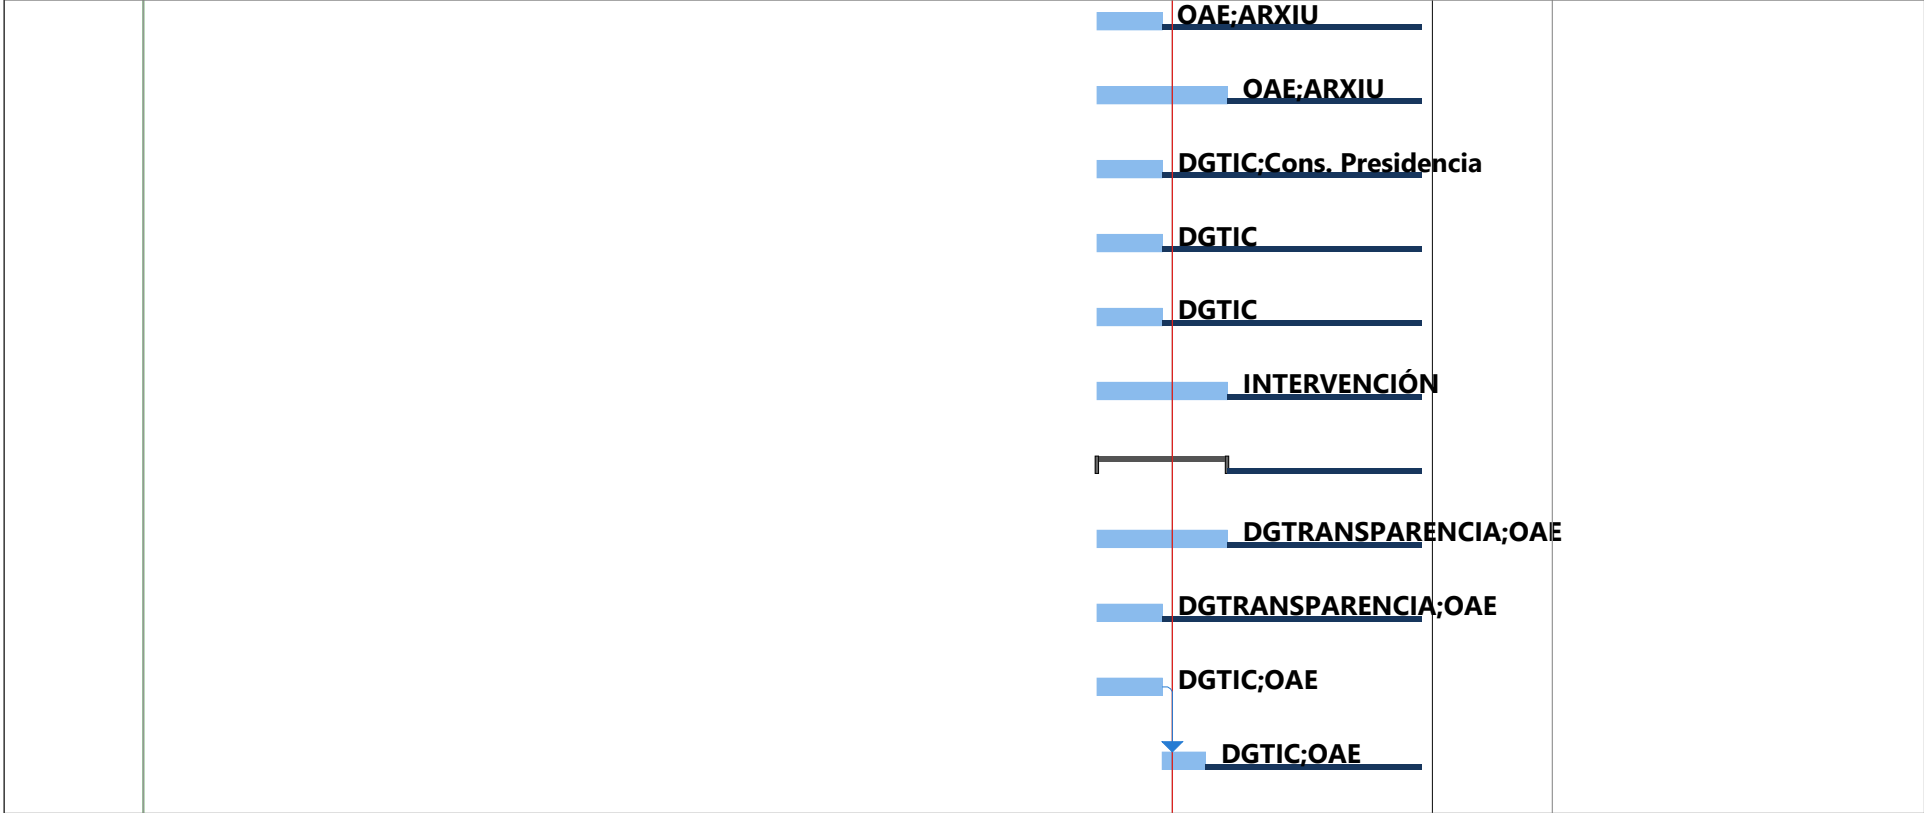 OAE;ARXIU
OAE;ARXIU
DGTIC;Cons. Presidencia
DGTIC
DGTIC
INTERVENCIÓN
DGTRANSPARENCIA;OAE
DGTRANSPARENCIA;OAE
DGTIC;OAE
DGTIC;OAE